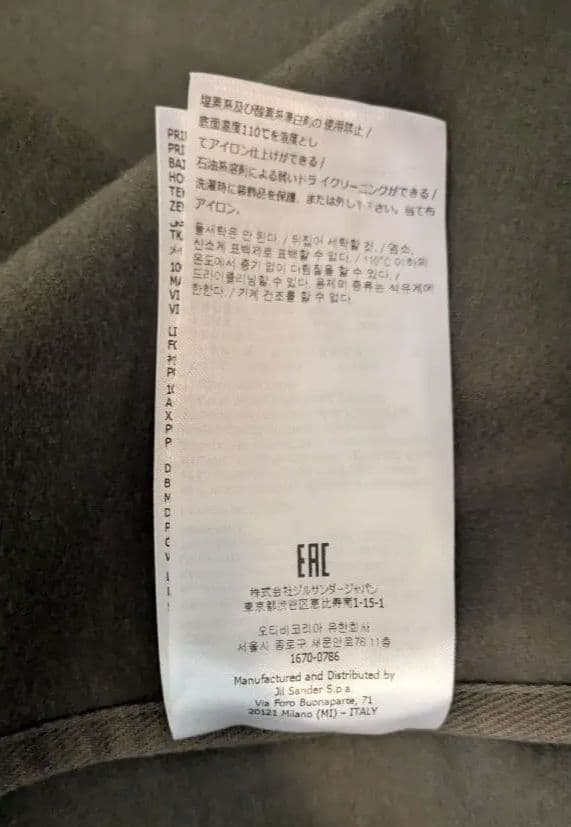 塩素系及び酸素系漂白剤の使用禁止/
底面温度110℃を限度とし
てアイロン仕上げができる/
石油系溶剤による弱いドライクリーニングができる/
洗濯時に装飾品を保護、または外して下さい。当て布
アイロン。
물세탁은 안 된다. / 뒤집어 세탁할 것. / 염소,
산소계 표백제로 표백할 수 없다. / 110°C 이하의
온도에서 증기 없이 다림질을 할 수 있다. /
드라이클리닝할 수 있다. 용제의 종류는 석유계에
한한다. / 기계 건조를 할 수 없다.
EAC
株式会社ジルサンダージャパン
東京都渋谷区恵比寿南1-15-1
오티비코리아 유한회사
서울시 종로구 새문안로76.11층
1670-0786
Manufactured and Distributed by
Jil Sander S.p.a
Via Foro Buonaparte, 71
20121 Milano (MI) – ITALY